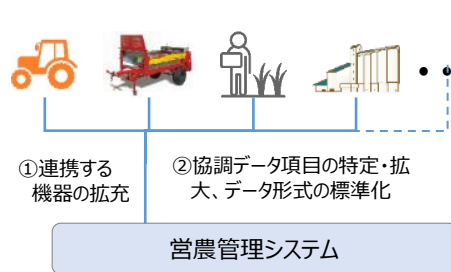 ①連携する
機器の拡充
②協調データ項目の特定・拡
大、データ形式の標準化
営農管理システム